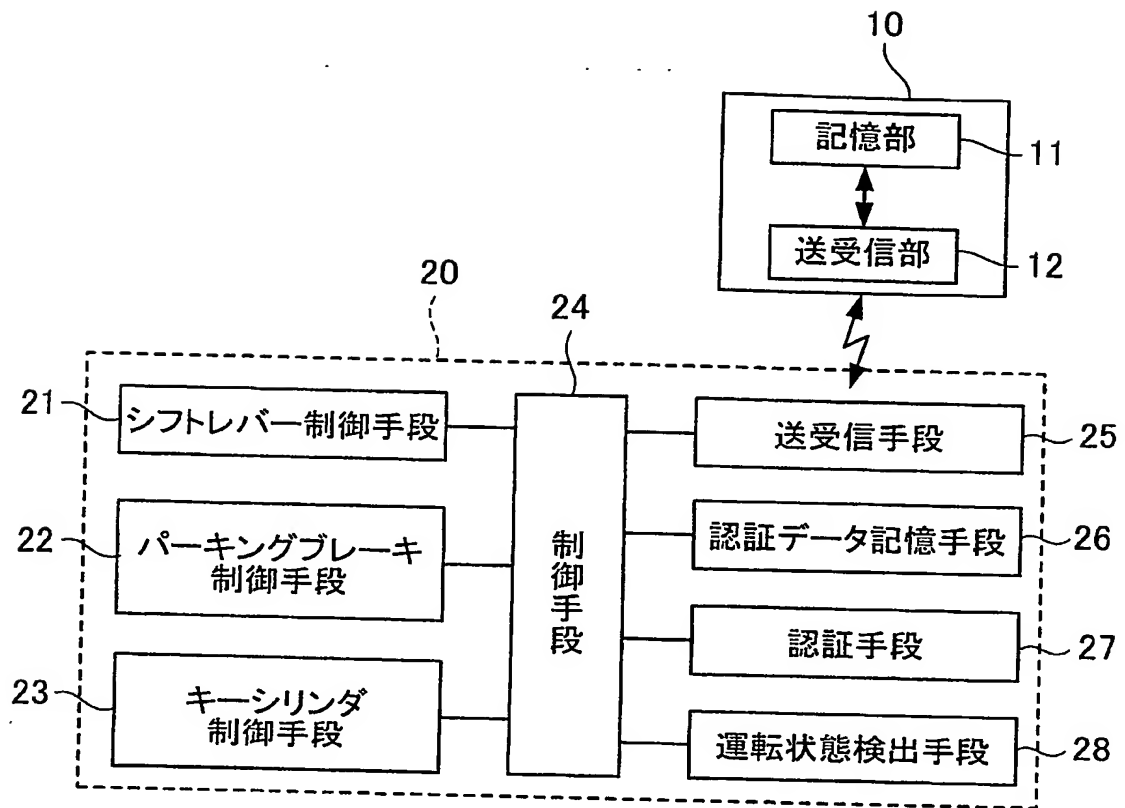 10
記憶部
11
送受信部
12
20
24
21
シフトレバー制御手段
22
パーキングブレーキ
制御手段
23
キーシリンダ
制御手段
制御手段
送受信手段
25
認証データ記憶手段
26
認証手段
27
運転状態検出手段
28